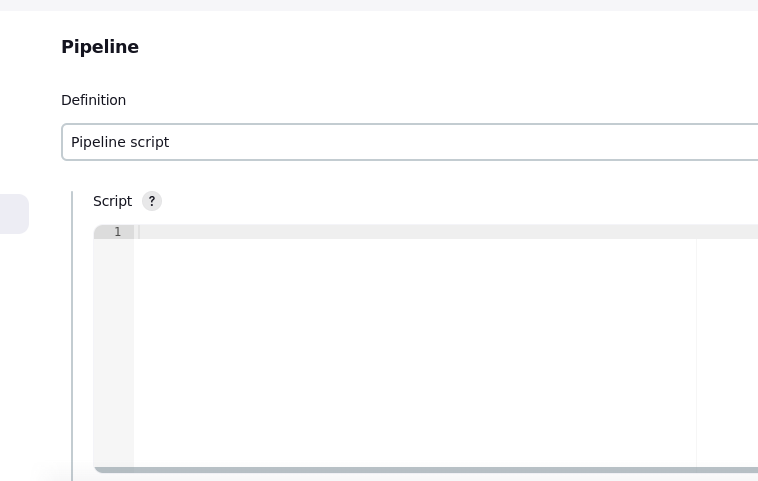 Pipeline
Definition
Pipeline script
Script ?
1